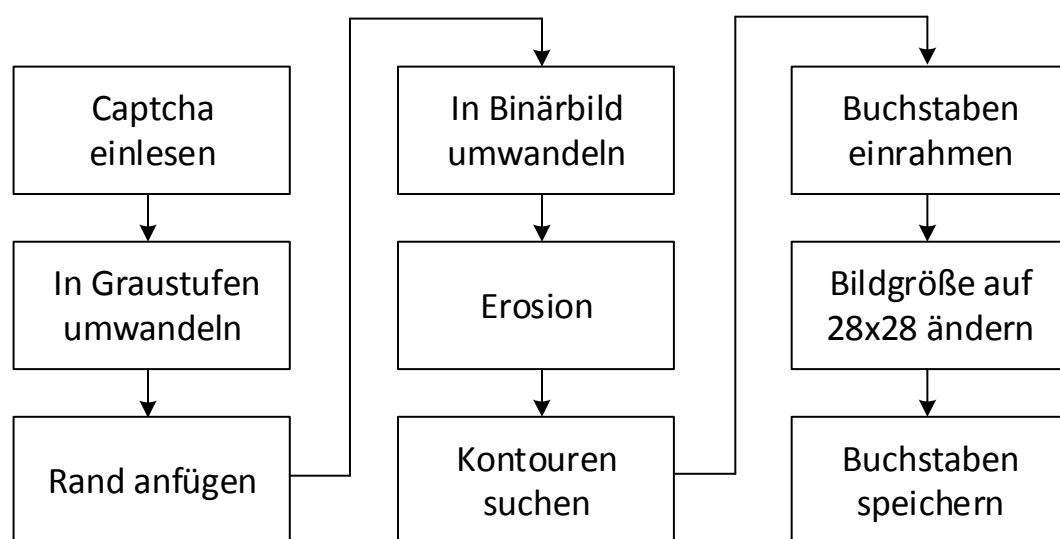 Captcha
einlesen
In Graustufen
umwandeln
Rand anfügen
In Binärbild
umwandeln
Erosion
Kontouren
suchen
Buchstaben
einrahmen
Bildgröße auf
28x28 ändern
Buchstaben
speichern